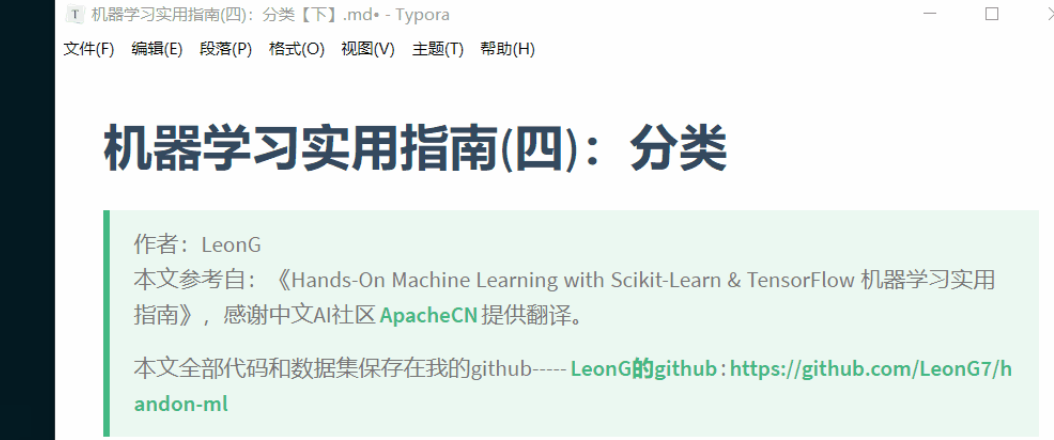 机器学习实用指南(四)：分类【下】.md• - Typora
文件(F) 编辑(E) 段落(P) 格式(O) 视图(V) 主题(T) 帮助(H)
机器学习实用指南(四)：分类
作者：LeonG
本文参考自：《Hands-On Machine Learning with Scikit-Learn & TensorFlow 机器学习实用
指南》，感谢中文AI社区 ApacheCN 提供翻译。
本文全部代码和数据集保存在我的github----- LeonG的github : https://github.com/LeonG7/h
andon-ml